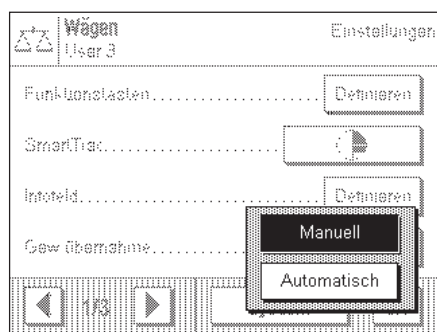 Wägen
User 3
Einstellungen
Funktionstasten Definieren
SmartTrac
Infofeld Definieren
Gew übernahme
Manuell
Automatisch
1/3